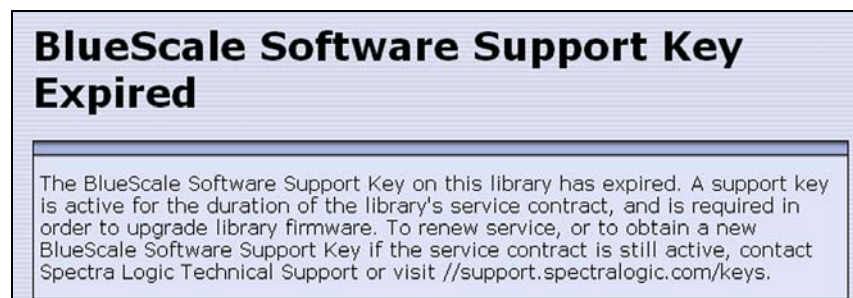 BlueScale Software Support Key
Expired
The BlueScale Software Support Key on this library has expired. A support key
is active for the duration of the library's service contract, and is required in
order to upgrade library firmware. To renew service, or to obtain a new
BlueScale Software Support Key if the service contract is still active, contact
Spectra Logic Technical Support or visit //support.spectralogic.com/keys.